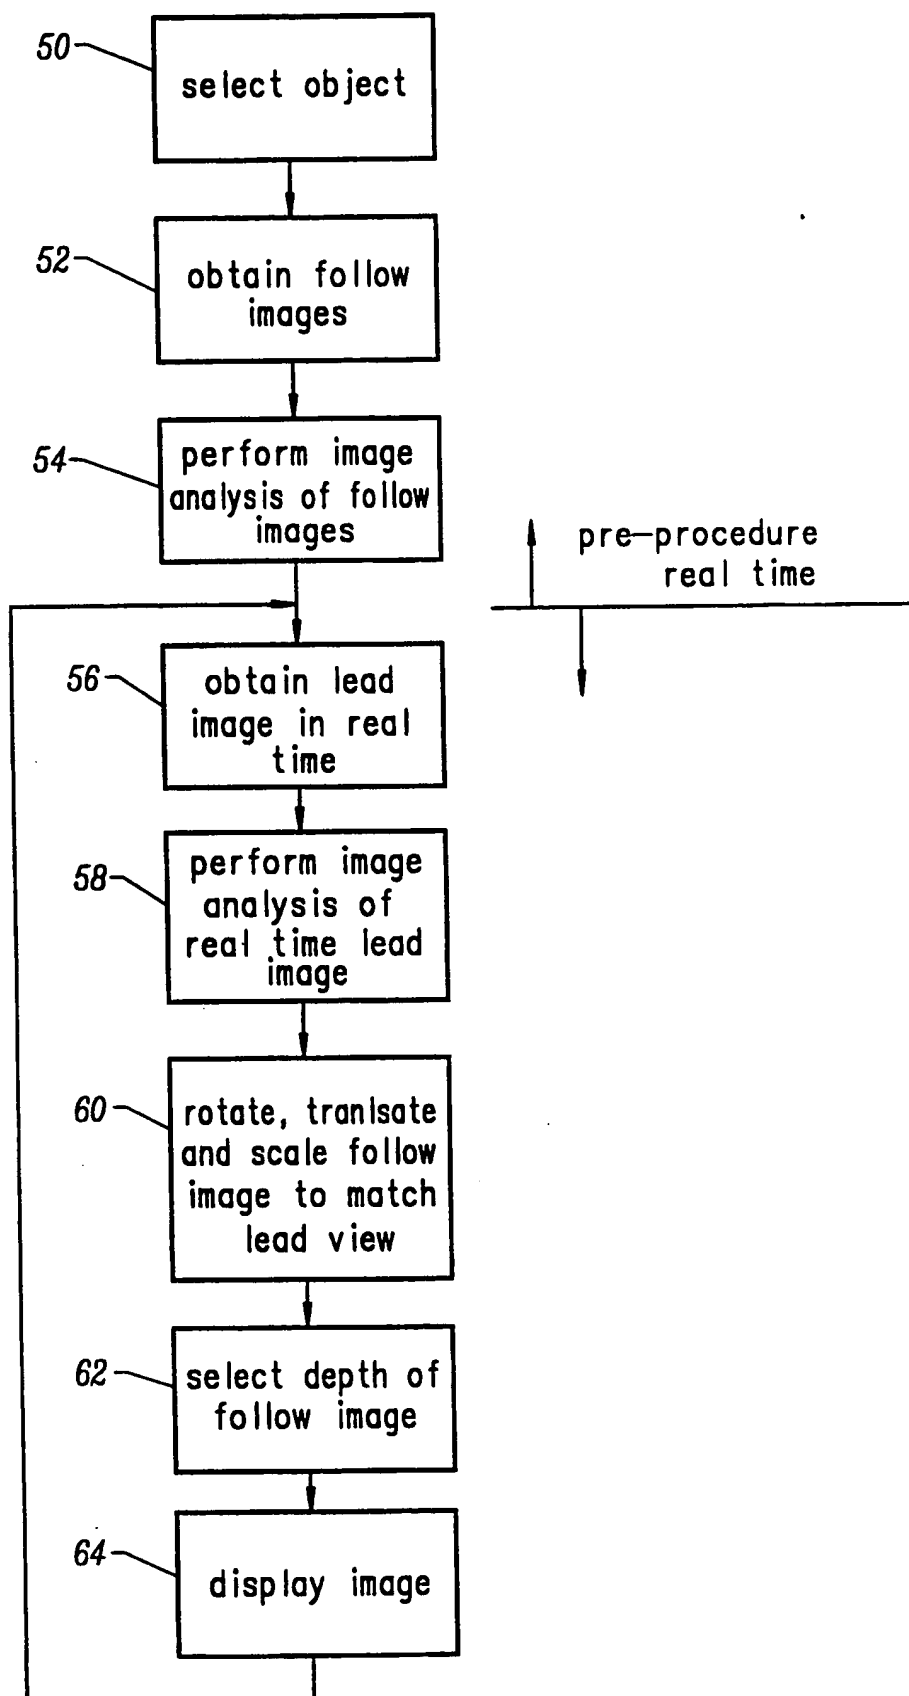 50
select object
52
obtain follow
images
54
perform image
analysis of follow
images
pre-procedure
real time
56
obtain lead
image in real
time
58
perform image
analysis of
real time lead
image
60
rotate, tranlsate
and scale follow
image to match
lead view
62
select depth of
follow image
64
display image